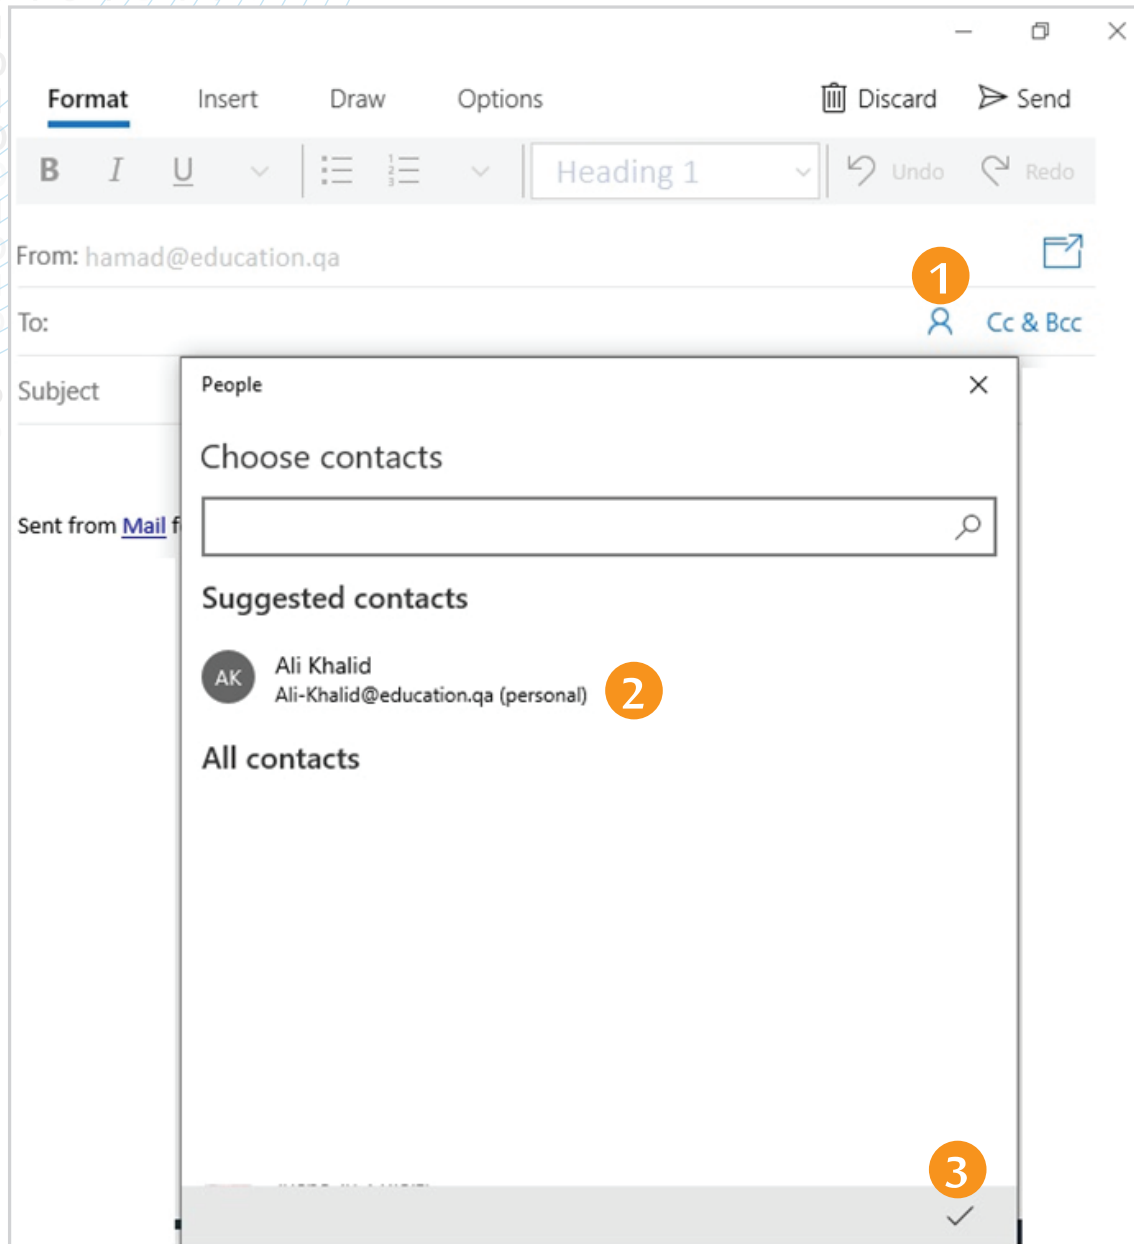 Format Insert Draw Options Discard Send
B I U Heading 1 Undo Redo
From: hamad@education.qa
1
To: Cc & Bcc
People
Subject
Choose contacts
Sent from Mail f
Suggested contacts
AK Ali Khalid
Ali-Khalid@education.qa (personal) 2
All contacts
3